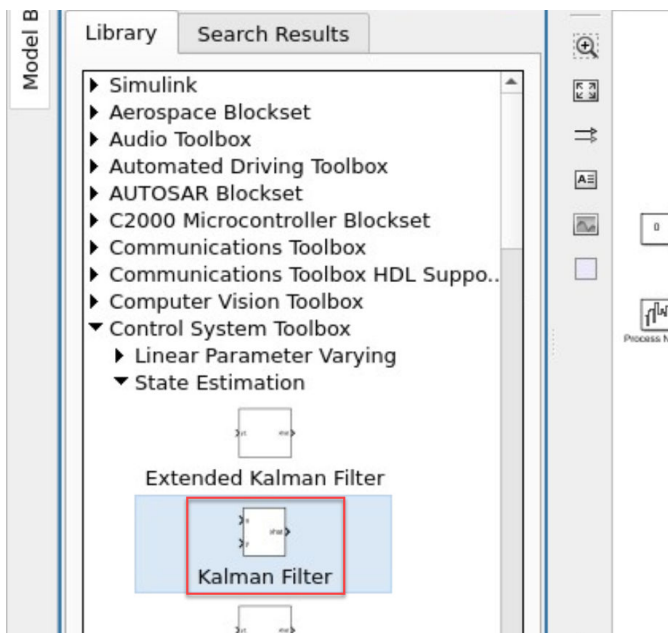 Model B
Library
Search Results
Simulink
Aerospace Blockset
Audio Toolbox
Automated Driving Toolbox
AUTOSAR Blockset
C2000 Microcontroller Blockset
Communications Toolbox
Communications Toolbox HDL Suppo..
Computer Vision Toolbox
Control System Toolbox
Linear Parameter Varying
State Estimation
Extended Kalman Filter
u
xhat
y
Kalman Filter
A
0
Process N